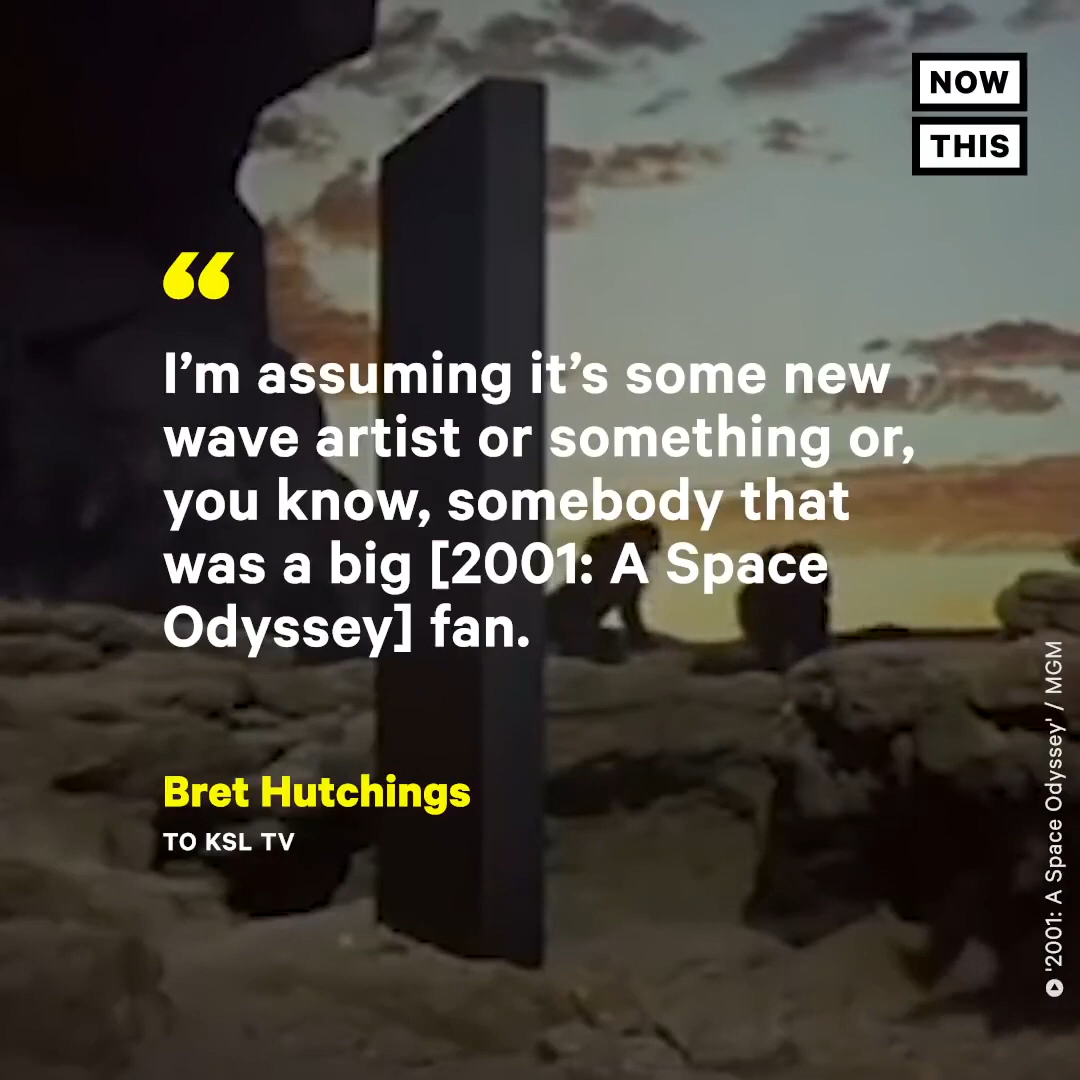 NOW
THIS
“
I’m assuming it’s some new
wave artist or something or,
you know, somebody that
was a big [2001: A Space
Odyssey] fan.
Bret Hutchings
TO KSL TV
'2001: A Space Odyssey' / MGM